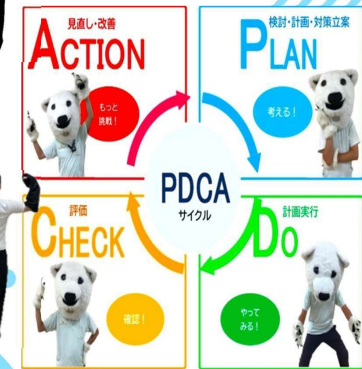 見直し・改善
ACTION
もっと
挑戦！
検討・計画・対策立案
PLAN
考える！
PDCA
サイクル
評価
CHECK
確認！
計画実行
DO
やって
みる！